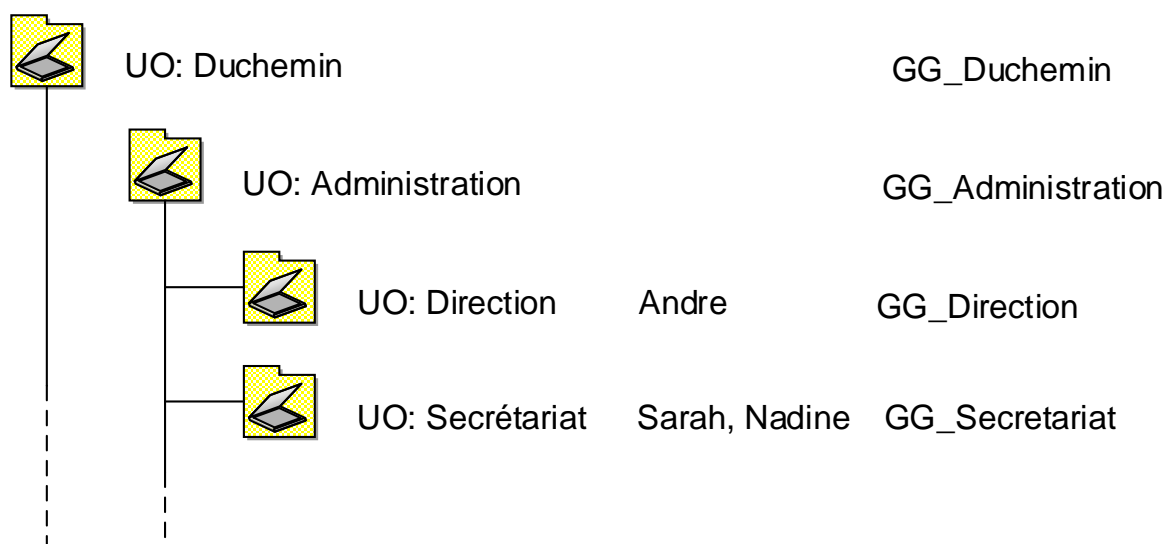 UO: Duchemin GG_Duchemin
UO: Administration GG_Administration
UO: Direction Andre GG_Direction
UO: Secrétariat Sarah, Nadine GG_Secretariat